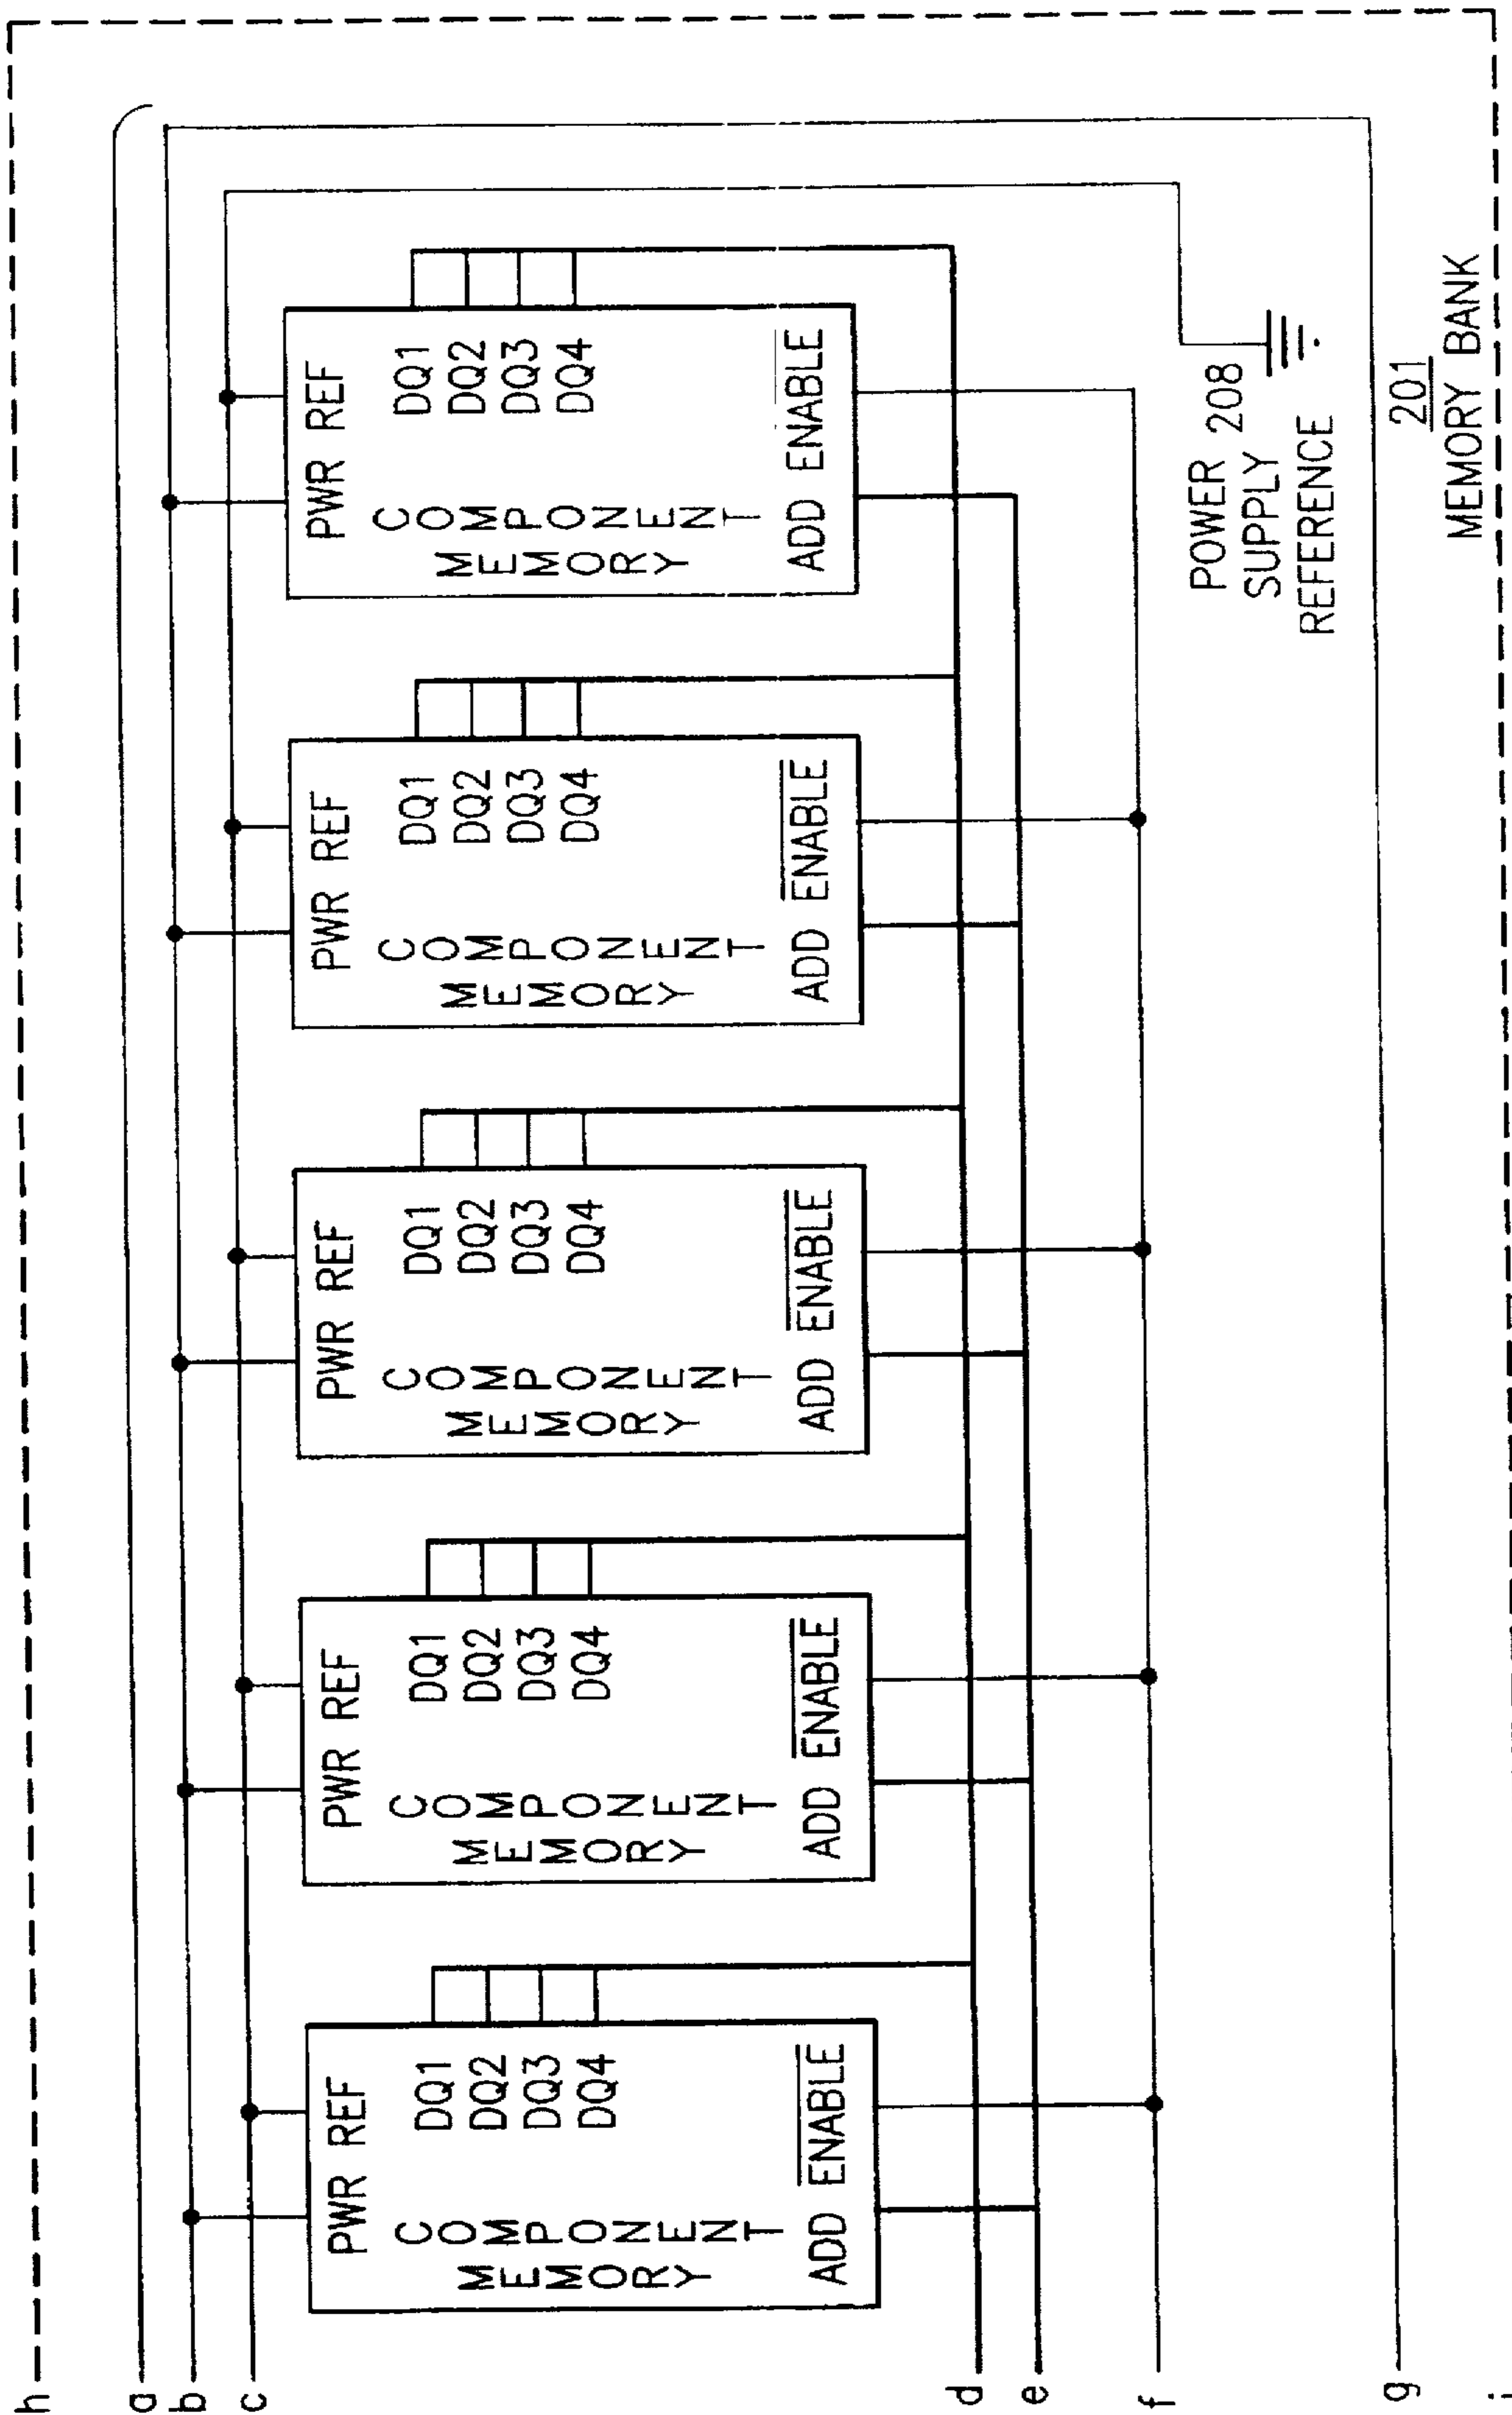 h
a
b
c
PWR REF
MEMORY
COMPONENT
DQ1
DQ2
DQ3
DQ4
ADD ENABLE
PWR REF
MEMORY
COMPONENT
DQ1
DQ2
DQ3
DQ4
ADD ENABLE
PWR REF
MEMORY
COMPONENT
DQ1
DQ2
DQ3
DQ4
ADD ENABLE
PWR REF
MEMORY
COMPONENT
DQ1
DQ2
DQ3
DQ4
ADD ENABLE
PWR REF
MEMORY
COMPONENT
DQ1
DQ2
DQ3
DQ4
ADD ENABLE
d
e
f
POWER 208
SUPPLY
REFERENCE
g
201
MEMORY BANK
i